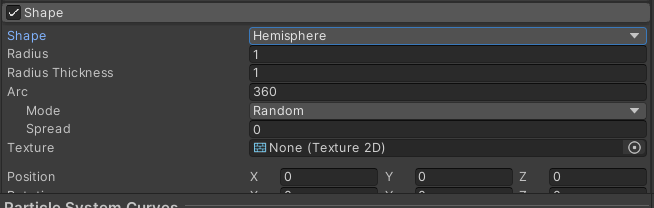 Shape
Shape Hemisphere
Radius 1
Radius Thickness 1
Arc 360
Mode Random
Spread 0
Texture None (Texture 2D)
Position X 0 Y 0 Z 0
Particle System Curves